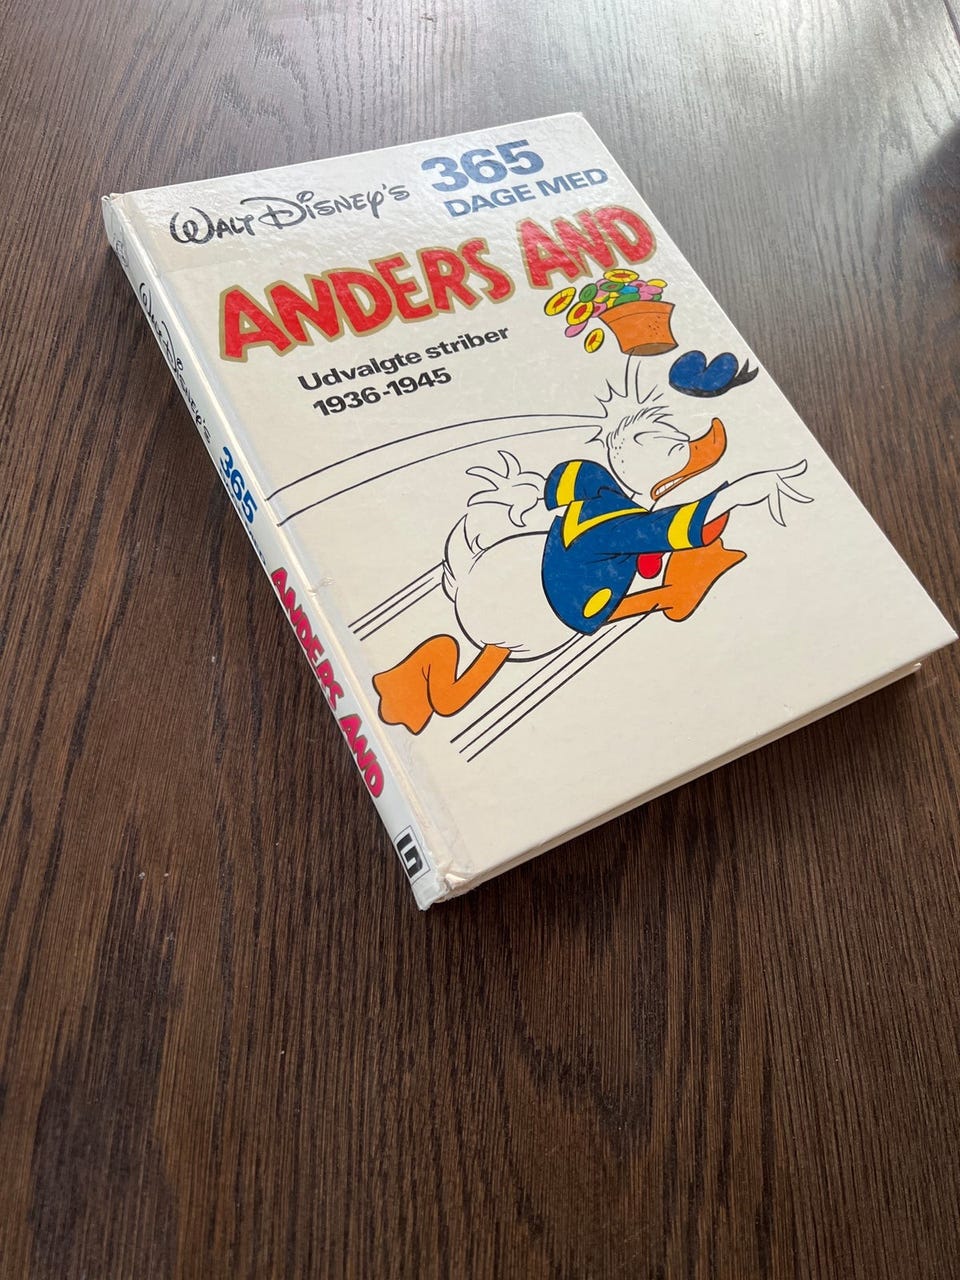 WALT DISNEY'S
365
DAGE MED
ANDERS AND
Udvalgte striber
1936-1945
WALT DISNEY'S
365
ANDERS AND
G